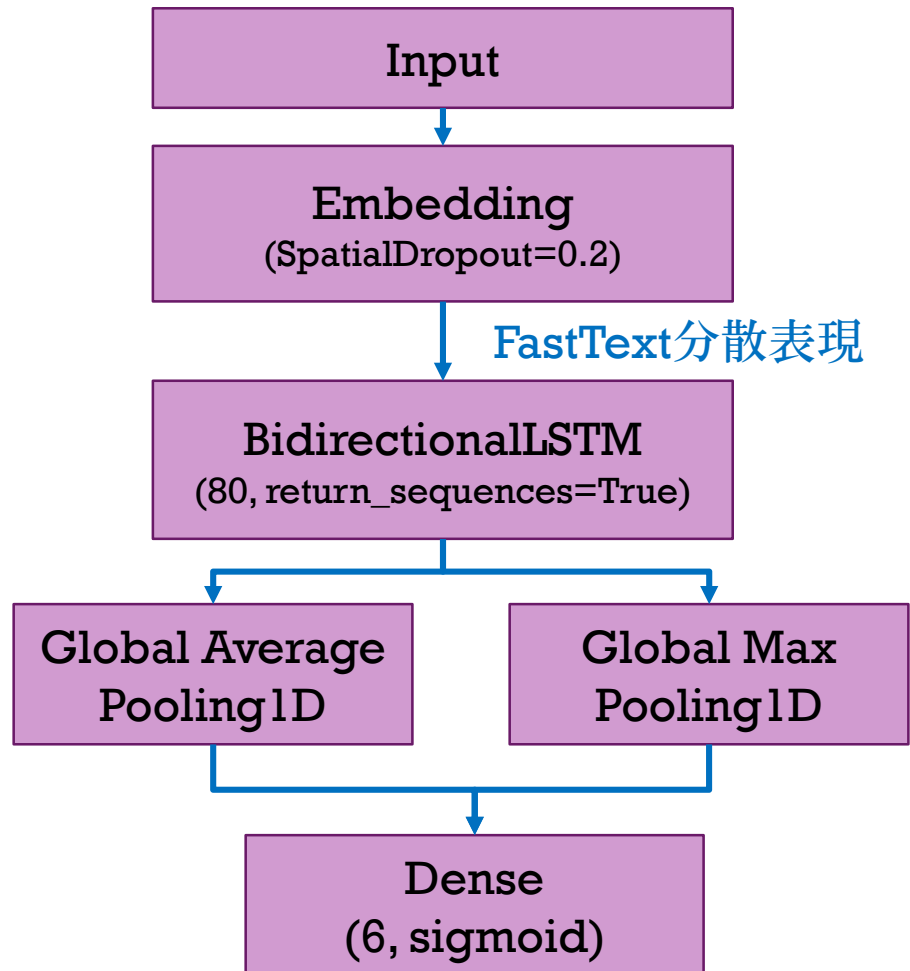 Input
Embedding
(SpatialDropout=0.2)
FastText分散表現
BidirectionalLSTM
(80, return_sequences=True)
Global Average
Pooling1D
Global Max
Pooling1D
Dense
(6, sigmoid)